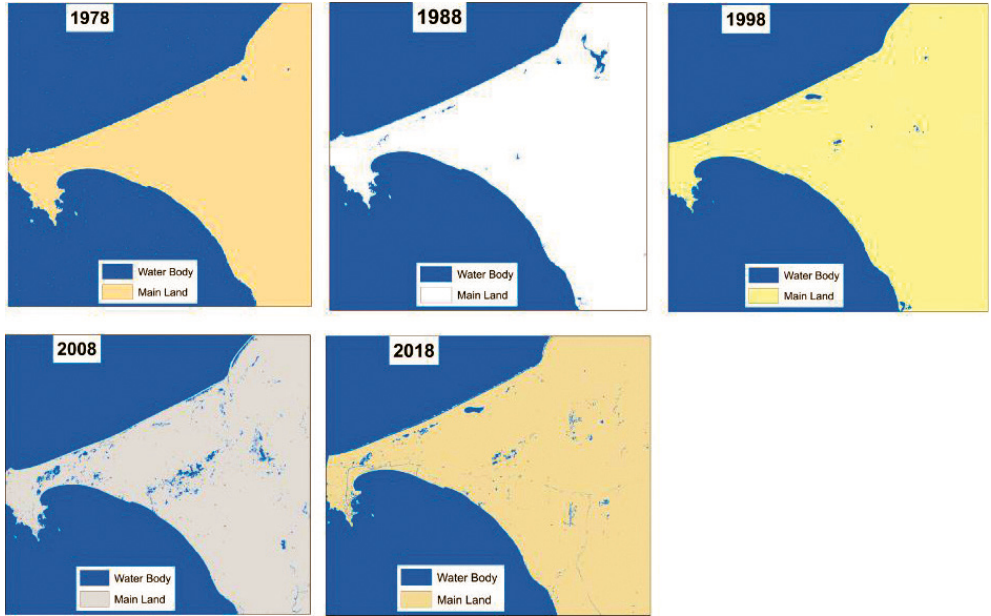 1978
Water Body
Main Land
1988
Water Body
Main Land
1998
Water Body
Main Land
2008
Water Body
Main Land
2018
Water Body
Main Land